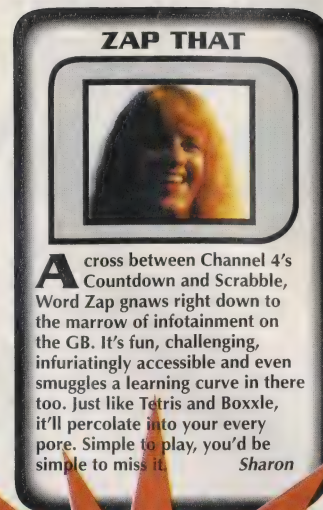 ZAP THAT
A cross between Channel 4's
Countdown and Scrabble,
Word Zap gnaws right down to
the marrow of infotainment on
the GB. It's fun, challenging,
infuriatingly accessible and even
smuggles a learning curve in there
too. Just like Tetris and Boxxle,
it'll percolate into your every
pore. Simple to play, you'd be
simple to miss it. Sharon